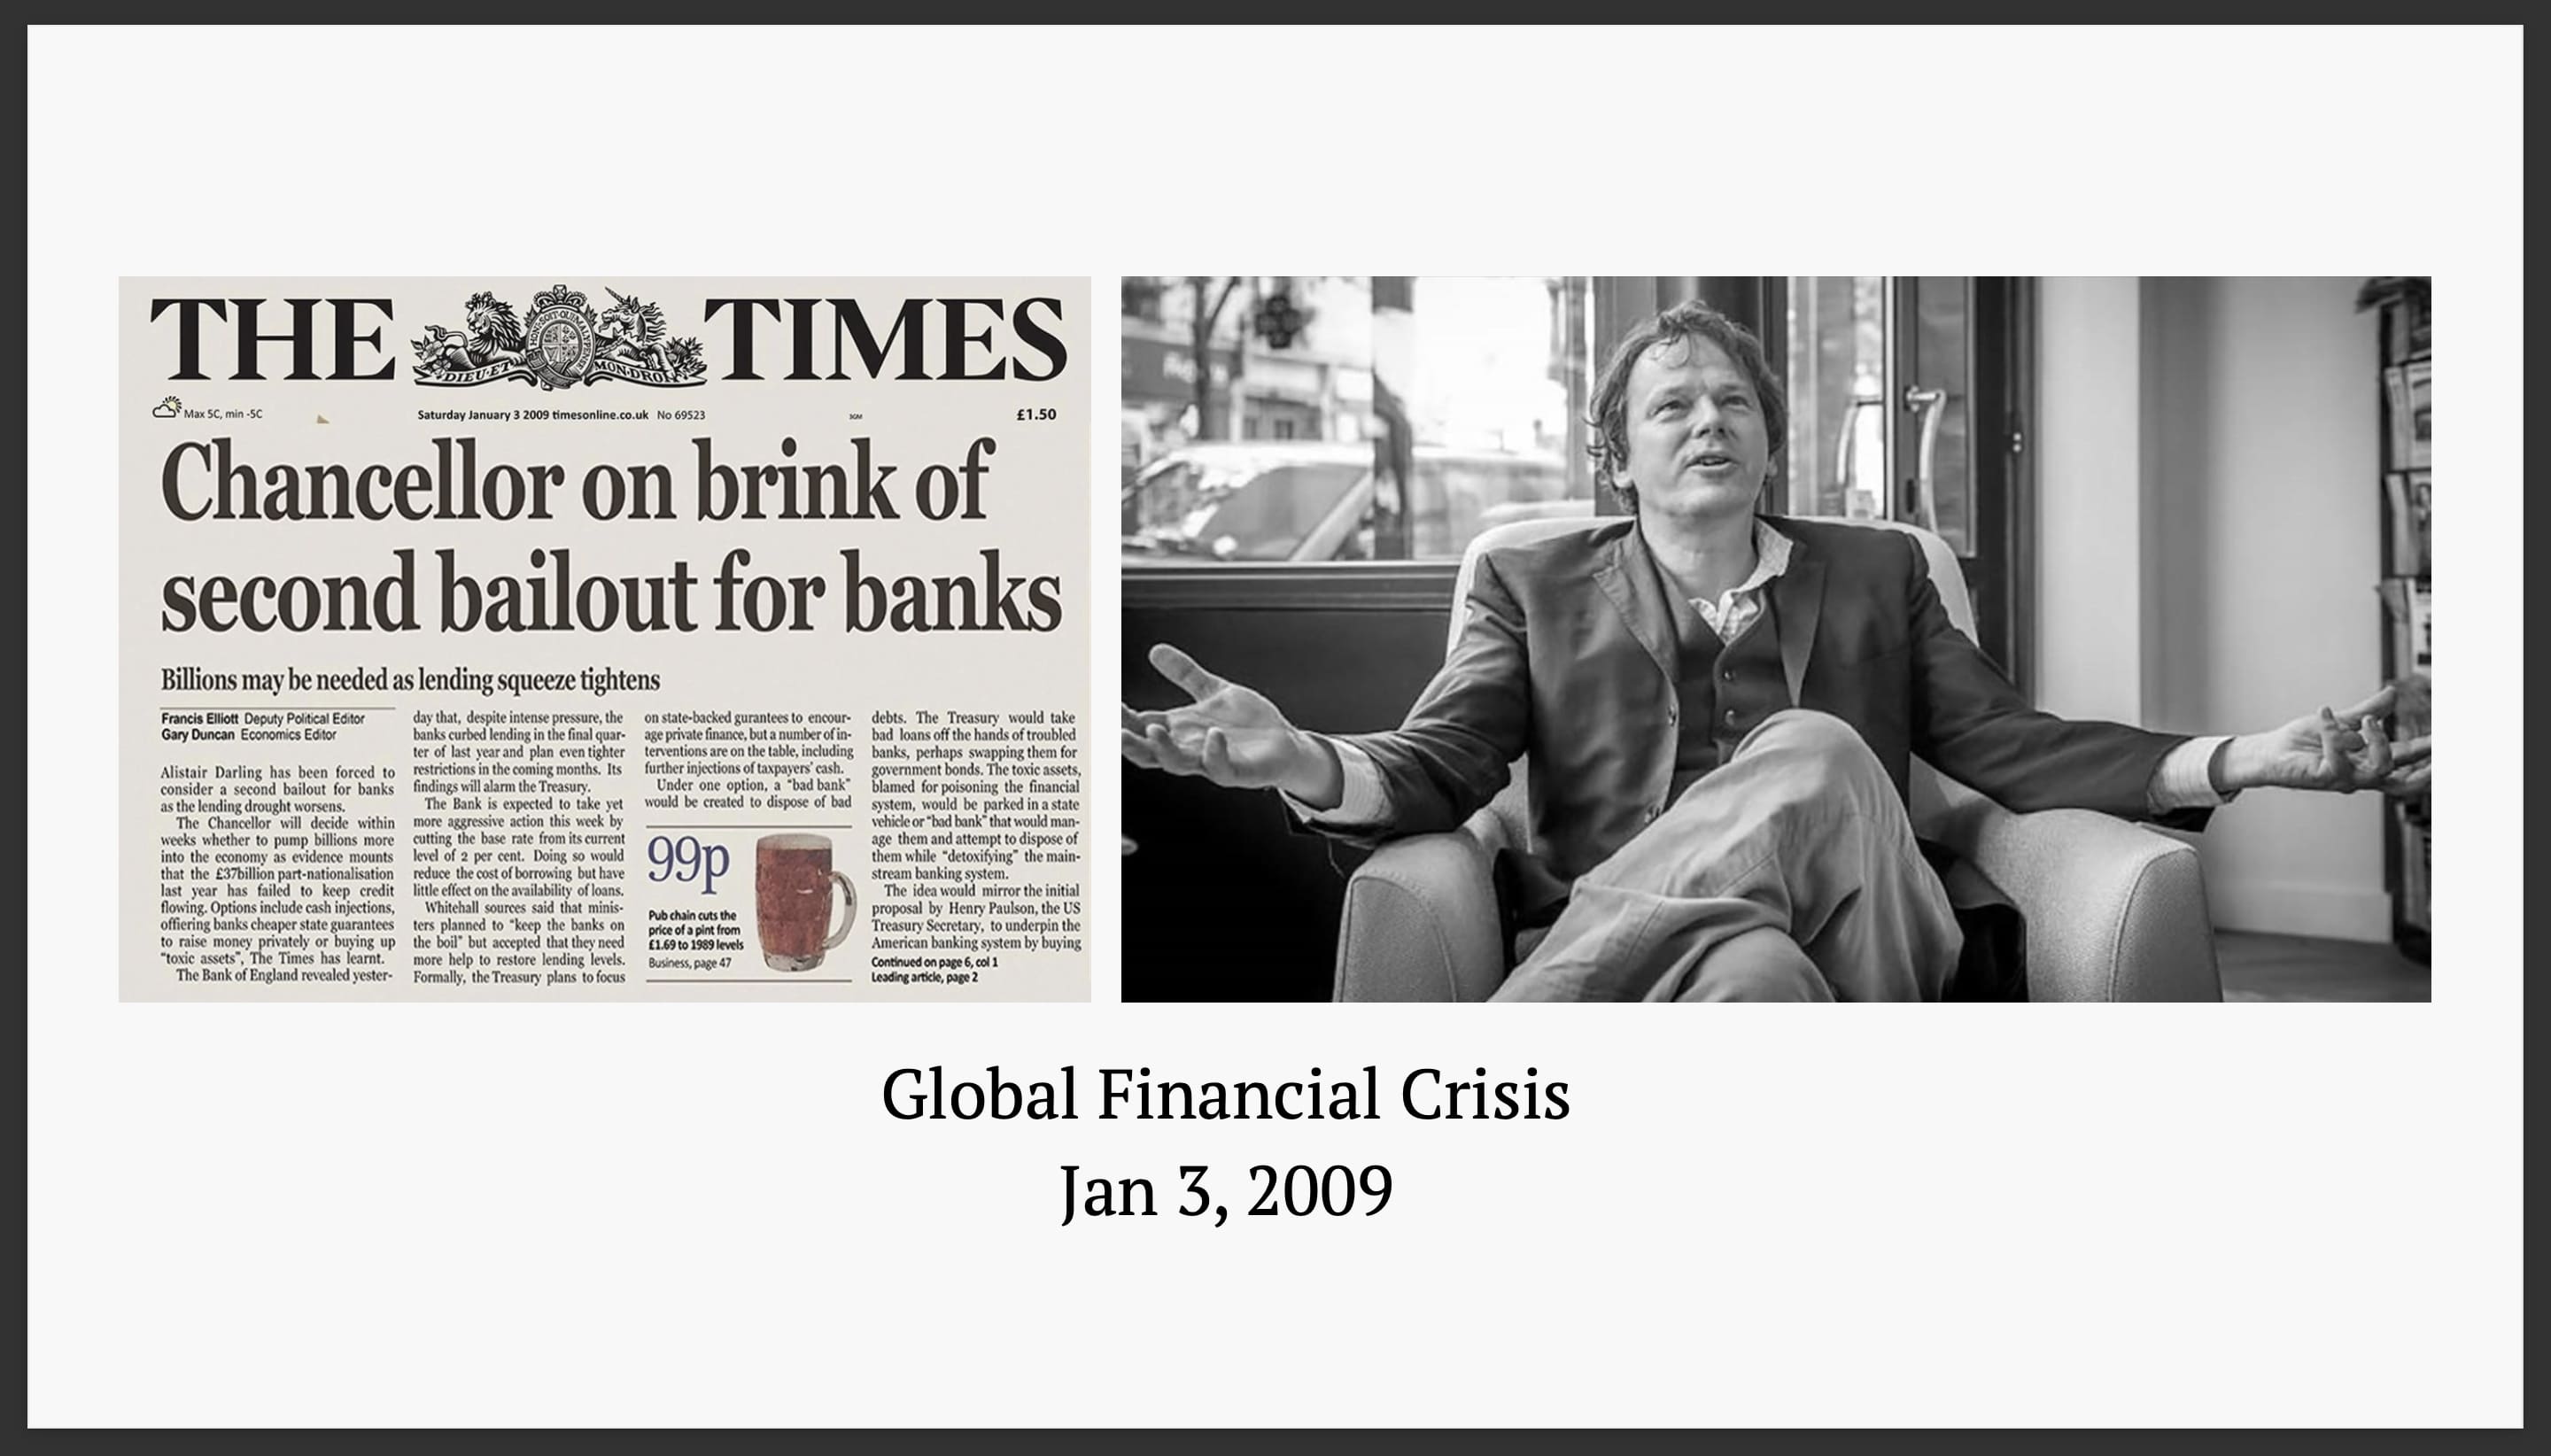 THE TIMES
DIEU·ET MON·DROIT
Max 5C, min -5C
Saturday January 3 2009 timesonline.co.uk No 69523
3GM
£1.50
Chancellor on brink of
second bailout for banks
Billions may be needed as lending squeeze tightens
Francis Elliott Deputy Political Editor
Gary Duncan Economics Editor
Alistair Darling has been forced to
consider a second bailout for banks
as the lending drought worsens.
The Chancellor will decide within
weeks whether to pump billions more
into the economy as evidence mounts
that the £37billion part-nationalisation
last year has failed to keep credit
flowing. Options include cash injections,
offiering banks cheaper state guarantees
to raise money privately or buying up
“toxic assets”, The Times has learnt.
The Bank of England revealed yester-
day that, despite intense pressure, the
banks curbed lending in the final quar-
ter of last year and plan even tighter
restrictions in the coming months. Its
findings will alarm the Treasury.
The Bank is expected to take yet
more aggressive action this week by
cutting the base rate from its current
level of 2 per cent. Doing so would
reduce the cost of borrowing but have
little effect on the availability of loans.
Whitehall sources said that minis-
ters planned to “keep the banks on
the boil” but accepted that they need
more help to restore lending levels.
Formally, the Treasury plans to focus
on state-backed gurantees to encour-
age private finance, but a number of in-
terventions are on the table, including
further injections of taxpayers’ cash.
Under one option, a “bad bank”
would be created to dispose of bad
99p
Pub chain cuts the
price of a pint from
£1.69 to 1989 levels
Business, page 47
debts. The Treasury would take
bad loans off the hands of troubled
banks, perhaps swapping them for
government bonds. The toxic assets,
blamed for poisoning the financial
system, would be parked in a state
vehicle or “bad bank” that would man-
age them and attempt to dispose of
them while “detoxifying” the main-
stream banking system.
The idea would mirror the initial
proposal by Henry Paulson, the US
Treasury Secretary, to underpin the
American banking system by buying
Continued on page 6, col 1
Leading article, page 2
Global Financial Crisis
Jan 3, 2009